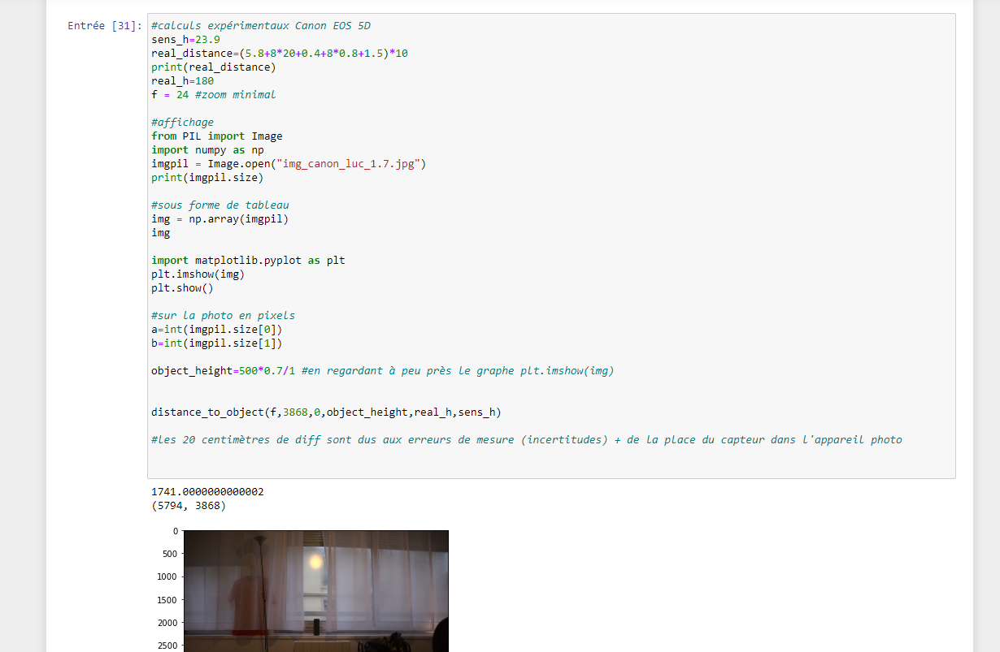 Entrée [31]:
#calculs expérimentaux Canon EOS 5D
sens_h=23.9
real_distance=(5.8+8*20+0.4+8*0.8+1.5)*10
print(real_distance)
real_h=180
f = 24 #zoom minimal
#affichage
from PIL import Image
import numpy as np
imgpil = Image.open("img_canon_luc_1.7.jpg")
print(imgpil.size)
#sous forme de tableau
img = np.array(imgpil)
img
import matplotlib.pyplot as plt
plt.imshow(img)
plt.show()
#sur la photo en pixels
a=int(imgpil.size[0])
b=int(imgpil.size[1])
object_height=500*0.7/1 #en regardant à peu près le graphe plt.imshow(img)
distance_to_object(f,3868,0,object_height,real_h,sens_h)
#les 20 centimètres de diff sont dus aux erreurs de mesure (incertitudes) + de la place du capteur dans l'appareil photo
1741.0000000000002
(5794, 3868)
0
500
1000
1500
2000
2500